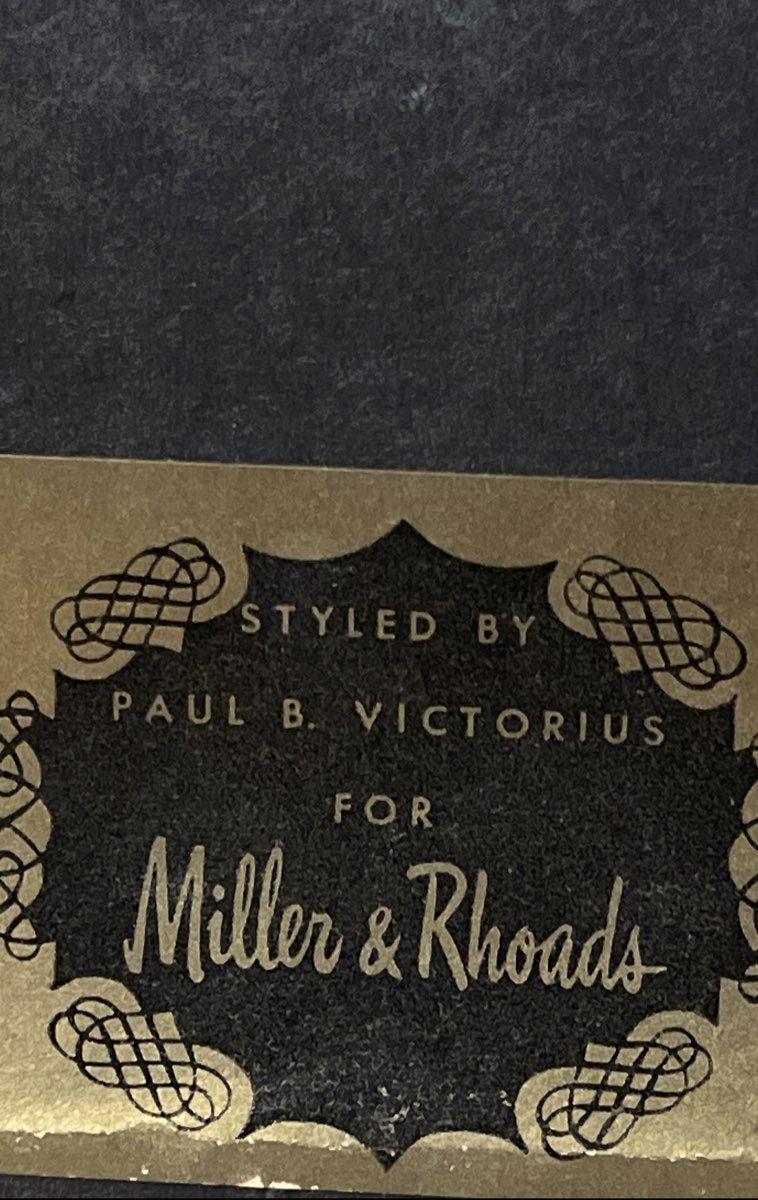 STYLED BY
PAUL B. VICTORIUS
FOR
Miller & Rhoads